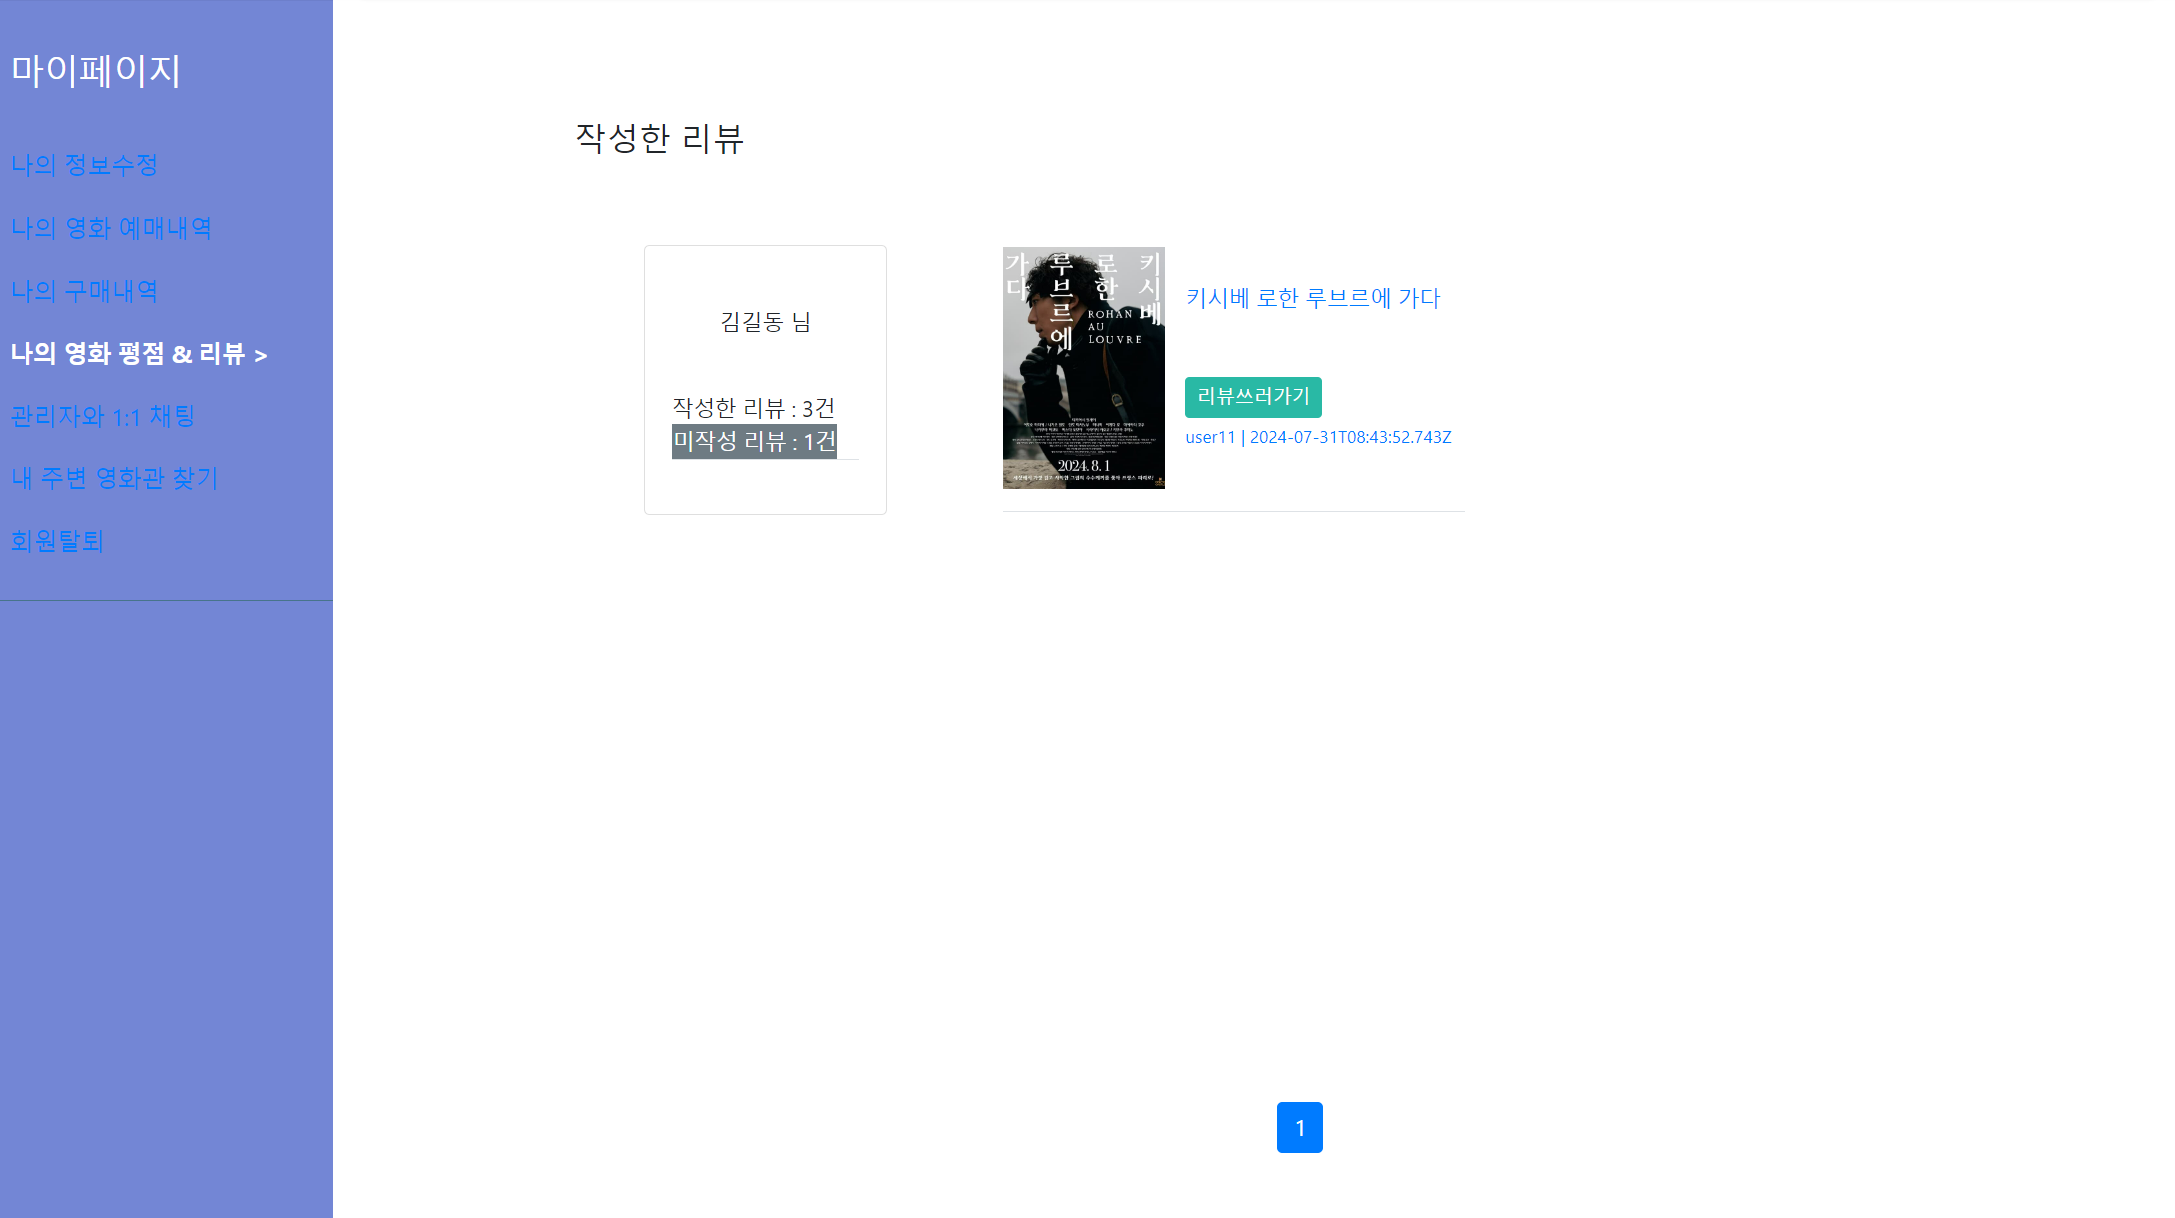 마이페이지
나의 정보수정
나의 영화 예매내역
나의 구매내역
나의 영화 평점 & 리뷰 >
관리자와 1:1 채팅
내 주변 영화관 찾기
회원탈퇴
작성한 리뷰
김길동 님
작성한 리뷰 : 3건
미작성 리뷰 : 1건
키시베
로한
루브르에
가다
ROHAN
AU
LOUVRE
2024. 8. 1
키시베 로한 루브르에 가다
리뷰쓰러가기
user11 | 2024-07-31T08:43:52.743Z
1